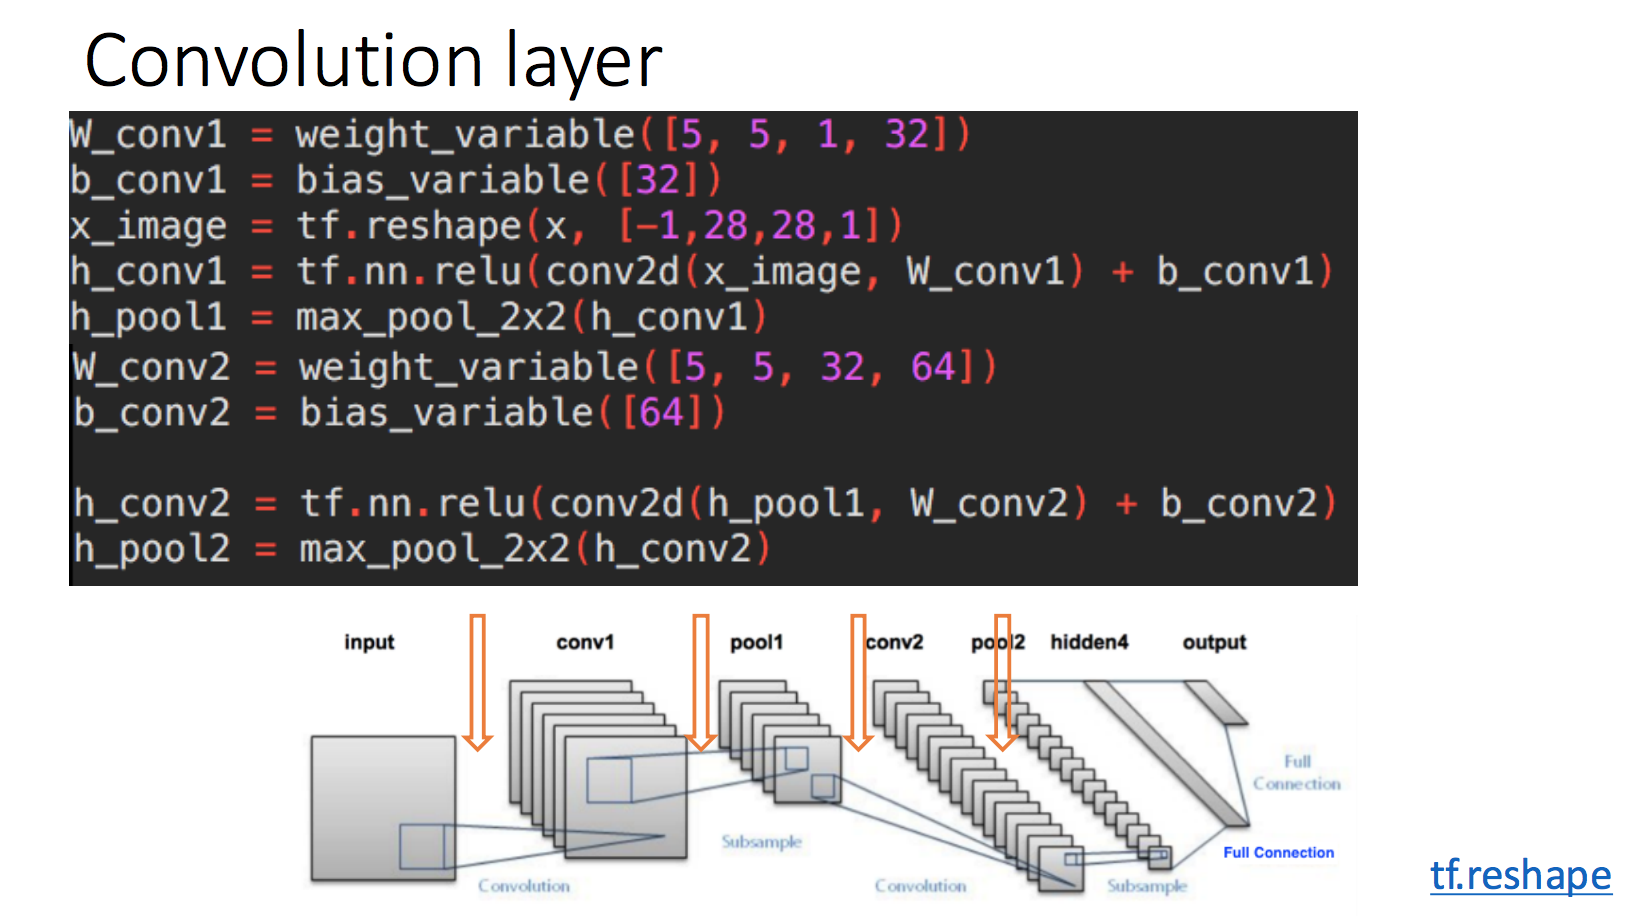 Convolution layer
W_conv1 = weight_variable([5, 5, 1, 32])
b_conv1 = bias_variable([32])
x_image = tf.reshape(x, [-1,28,28,1])
h_conv1 = tf.nn.relu(conv2d(x_image, W_conv1) + b_conv1)
h_pool1 = max_pool_2x2(h_conv1)
W_conv2 = weight_variable([5, 5, 32, 64])
b_conv2 = bias_variable([64])
h_conv2 = tf.nn.relu(conv2d(h_pool1, W_conv2) + b_conv2)
h_pool2 = max_pool_2x2(h_conv2)
input conv1 pool1 conv2 pool2 hidden4 output
Full
Connection
Subsample
Full Connection
Convolution Convolution Subsample
tf.reshape